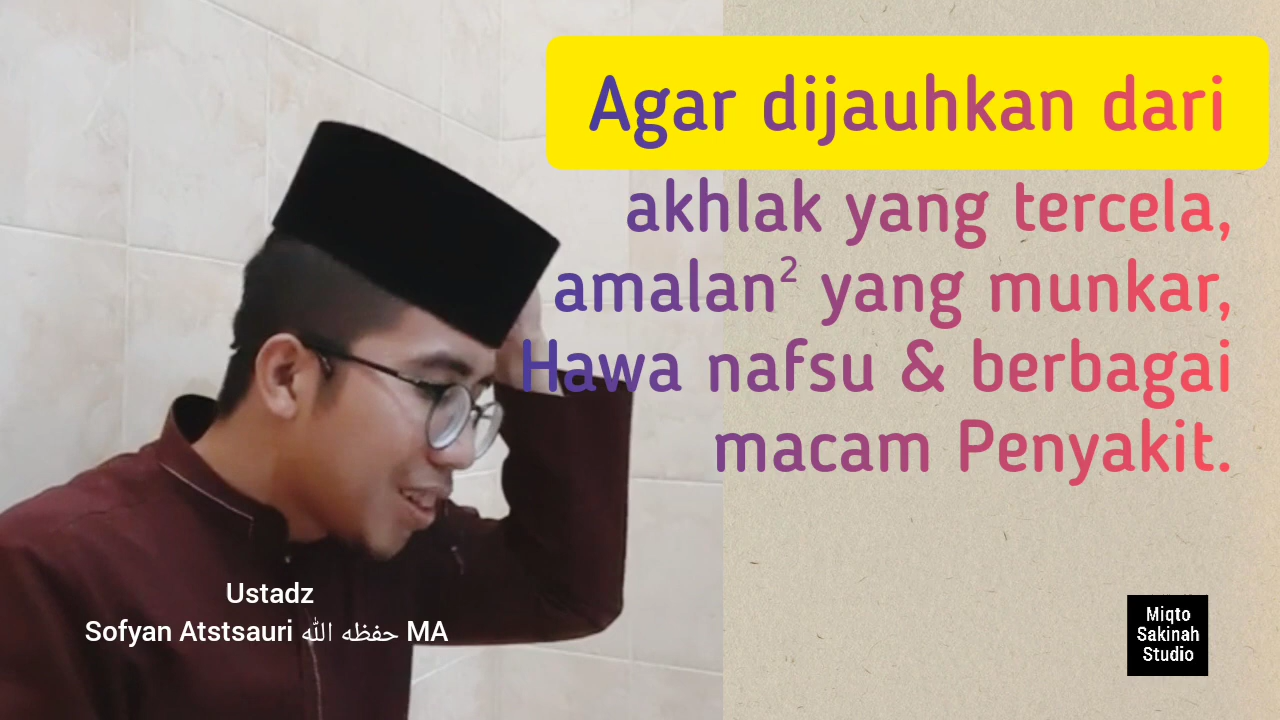 Agar dijauhkan dari
akhlak yang tercela,
amalan² yang munkar,
Hawa nafsu & berbagai
macam Penyakit.
Ustadz
Sofyan Atstsauri حفظه الله MA
Miqto
Sakinah
Studio